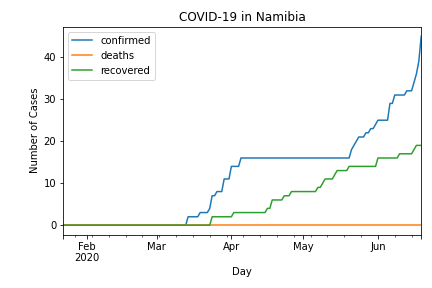 COVID-19 in Namibia
confirmed
deaths
recovered
Number of Cases
40
30
20
10
0
Feb
2020
Mar
Apr
May
Jun
Day